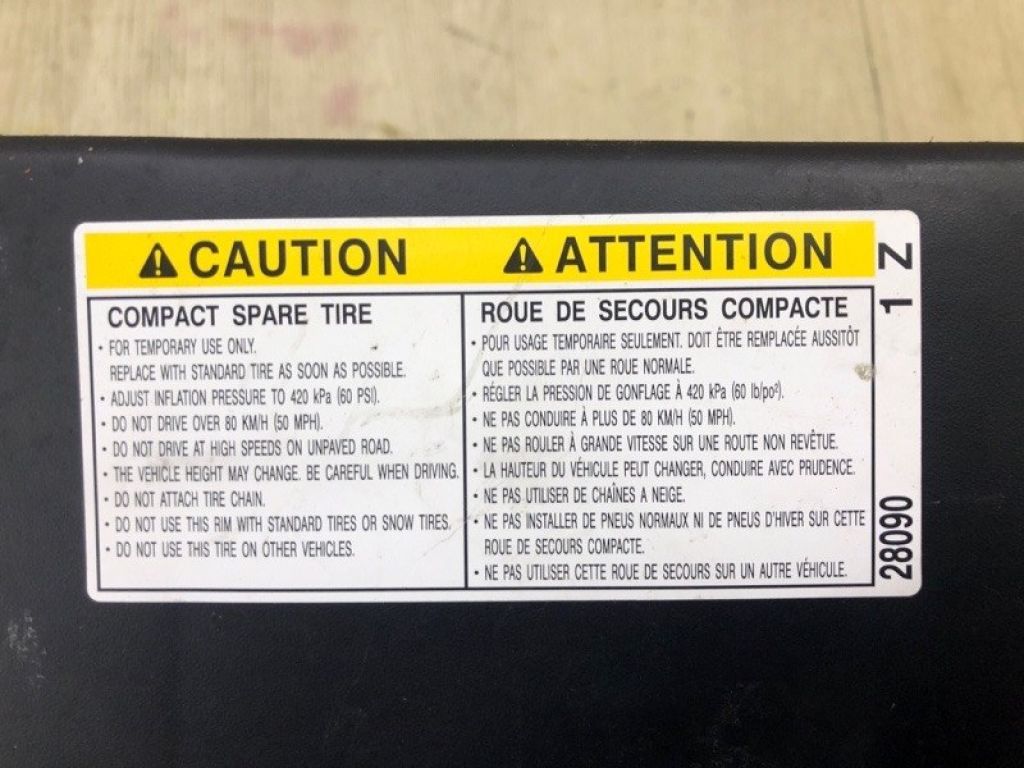 CAUTION
COMPACT SPARE TIRE
• FOR TEMPORARY USE ONLY.
REPLACE WITH STANDARD TIRE AS SOON AS POSSIBLE.
• ADJUST INFLATION PRESSURE TO 420 kPa (60 PSI).
• DO NOT DRIVE OVER 80 KM/H (50 MPH).
• DO NOT DRIVE AT HIGH SPEEDS ON UNPAVED ROAD.
• THE VEHICLE HEIGHT MAY CHANGE. BE CAREFUL WHEN DRIVING.
• DO NOT ATTACH TIRE CHAIN.
• DO NOT USE THIS RIM WITH STANDARD TIRES OR SNOW TIRES.
• DO NOT USE THIS TIRE ON OTHER VEHICLES.
ATTENTION
ROUE DE SECOURS COMPACTE
• POUR USAGE TEMPORAIRE SEULEMENT. DOIT ÊTRE REMPLACÉE AUSSITÔT
QUE POSSIBLE PAR UNE ROUE NORMALE.
• RÉGLER LA PRESSION DE GONFLAGE À 420 kPa (60 lb/po²).
• NE PAS CONDUIRE À PLUS DE 80 KM/H (50 MPH).
• NE PAS ROULER À GRANDE VITESSE SUR UNE ROUTE NON REVÊTUE.
• LA HAUTEUR DU VÉHICULE PEUT CHANGER, CONDUIRE AVEC PRUDENCE.
• NE PAS UTILISER DE CHAÎNES A NEIGE.
• NE PAS INSTALLER DE PNEUS NORMAUX NI DE PNEUS D'HIVER SUR CETTE
ROUE DE SECOURS COMPACTE.
• NE PAS UTILISER CETTE ROUE DE SECOURS SUR UN AUTRE VÉHICULE.
28090 1 Z